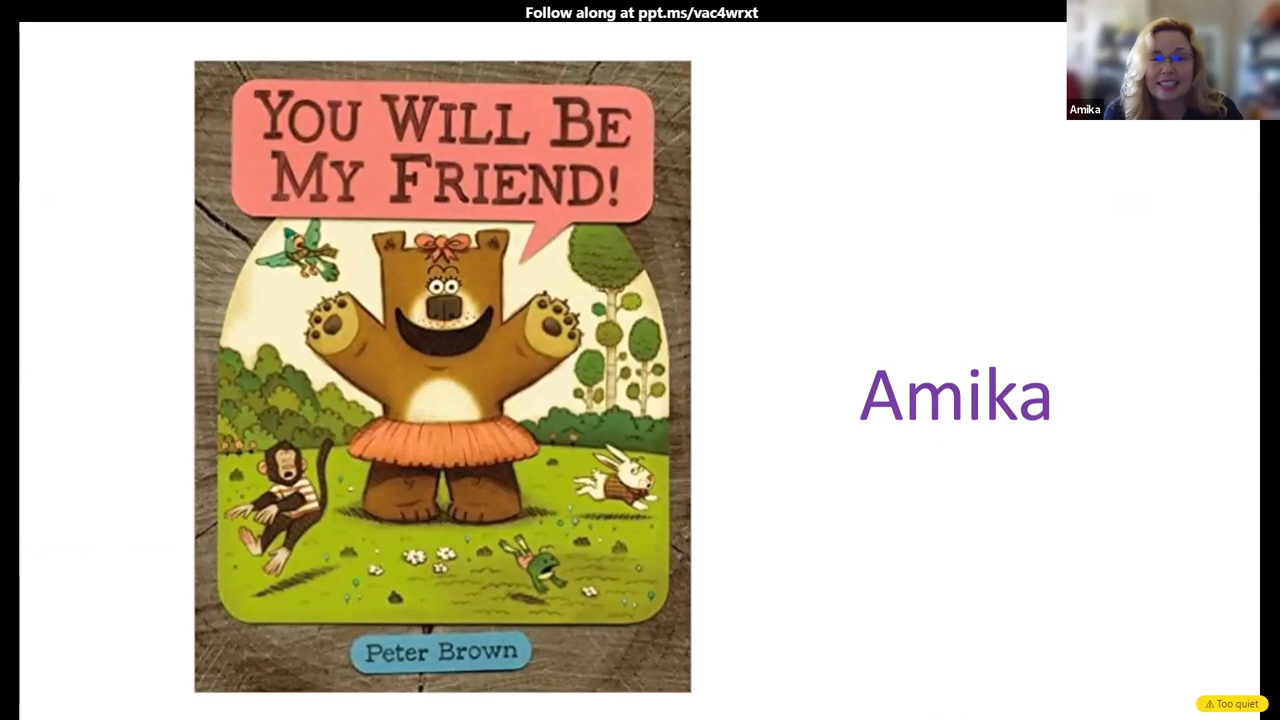 Follow along at ppt.ms/vac4wrxt
Amika
YOU WILL BE
MY FRIEND!
Amika
Peter Brown
⚠ Too quiet